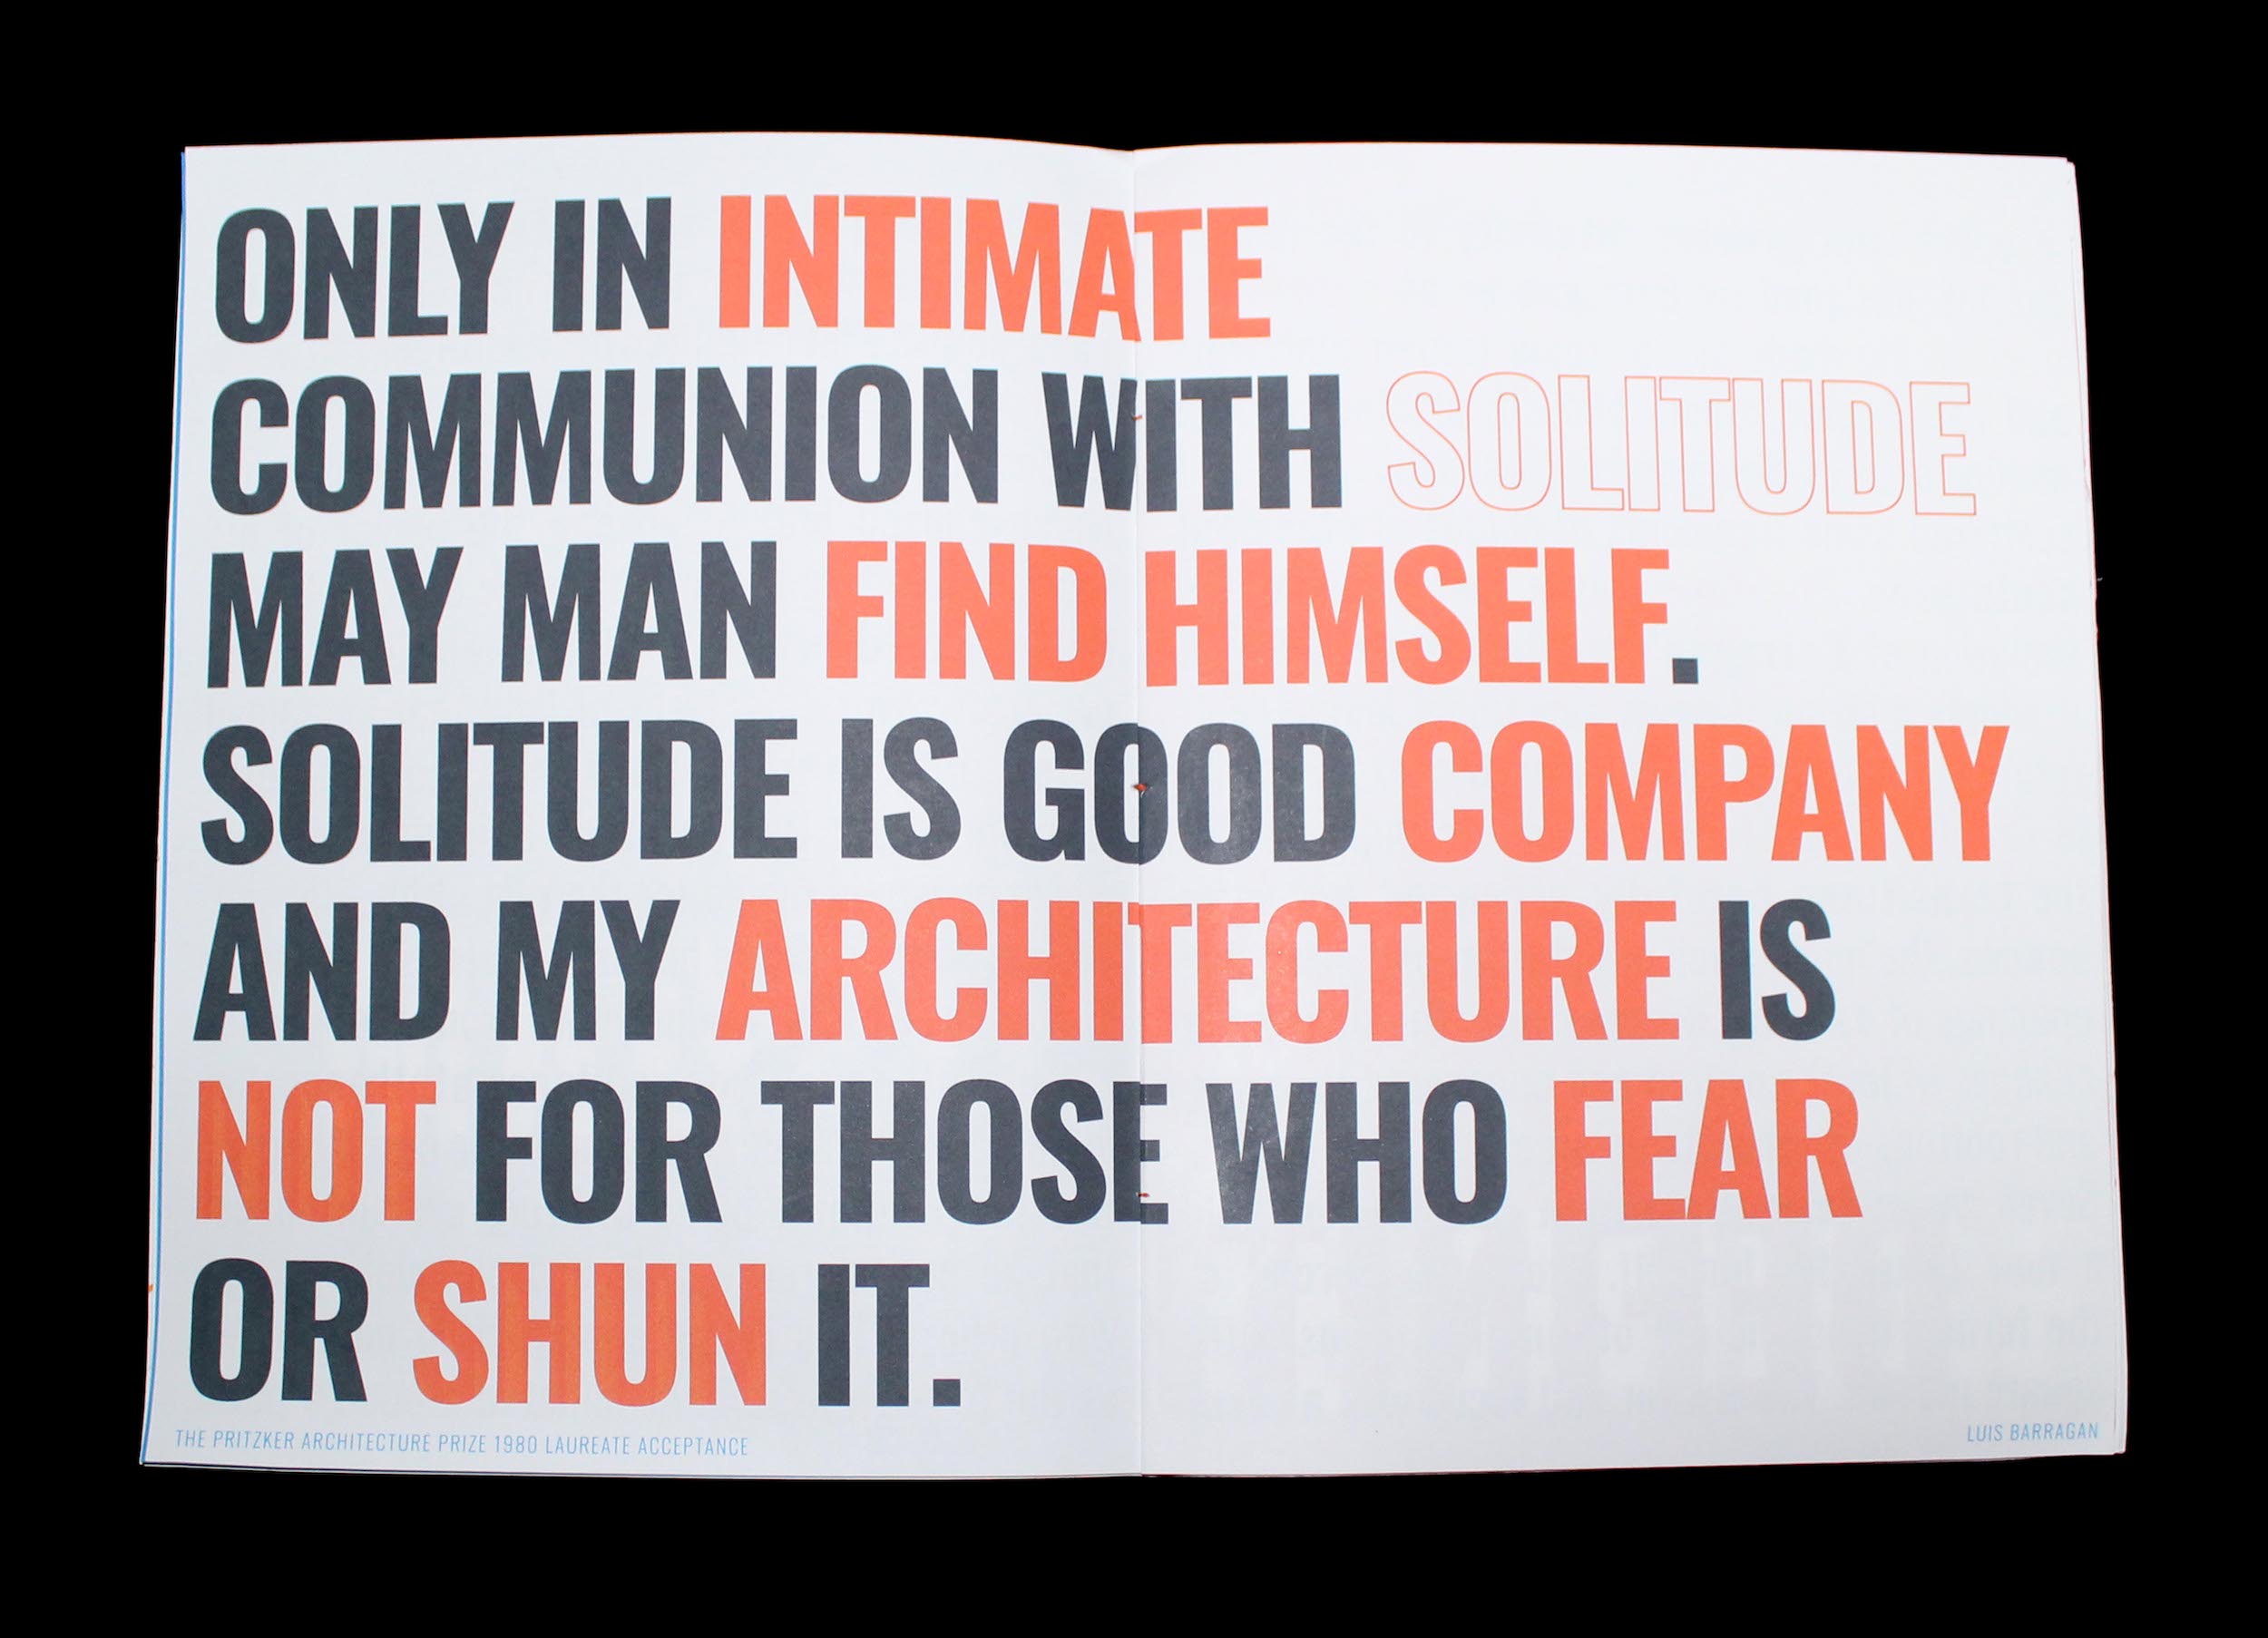 ONLY IN INTIMATE
COMMUNION WITH SOLITUDE
MAY MAN FIND HIMSELF.
SOLITUDE IS GOOD COMPANY
AND MY ARCHITECTURE IS
NOT FOR THOSE WHO FEAR
OR SHUN IT.
THE PRITZKER ARCHITECTURE PRIZE 1980 LAUREATE ACCEPTANCE
LUIS BARRAGAN